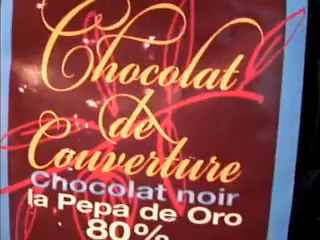 Chocolat
de
Couverture
Chocolat noir
la Pepa de Oro
80%